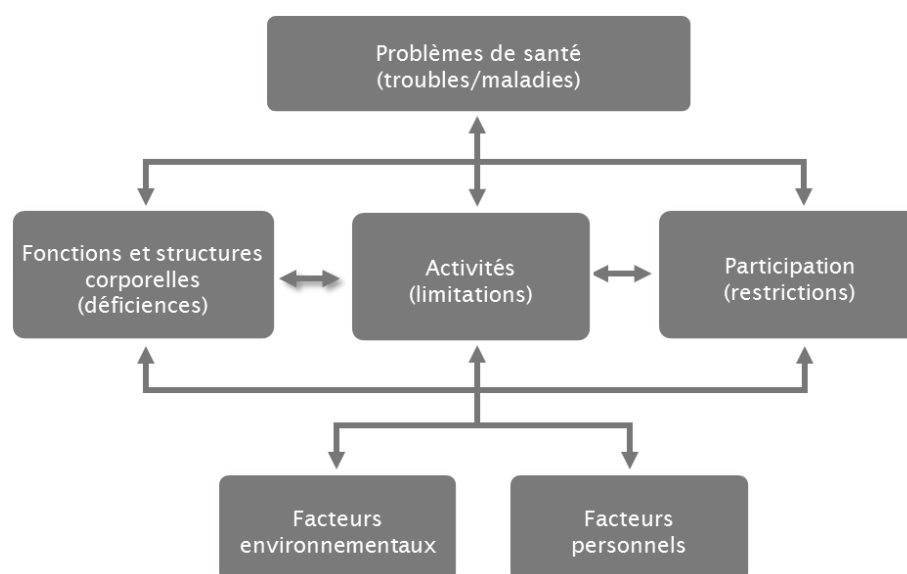 Problèmes de santé
(troubles/maladies)
Fonctions et structures
corporelles
(déficiences)
Activités
(limitations)
Participation
(restrictions)
Facteurs
environnementaux
Facteurs
personnels